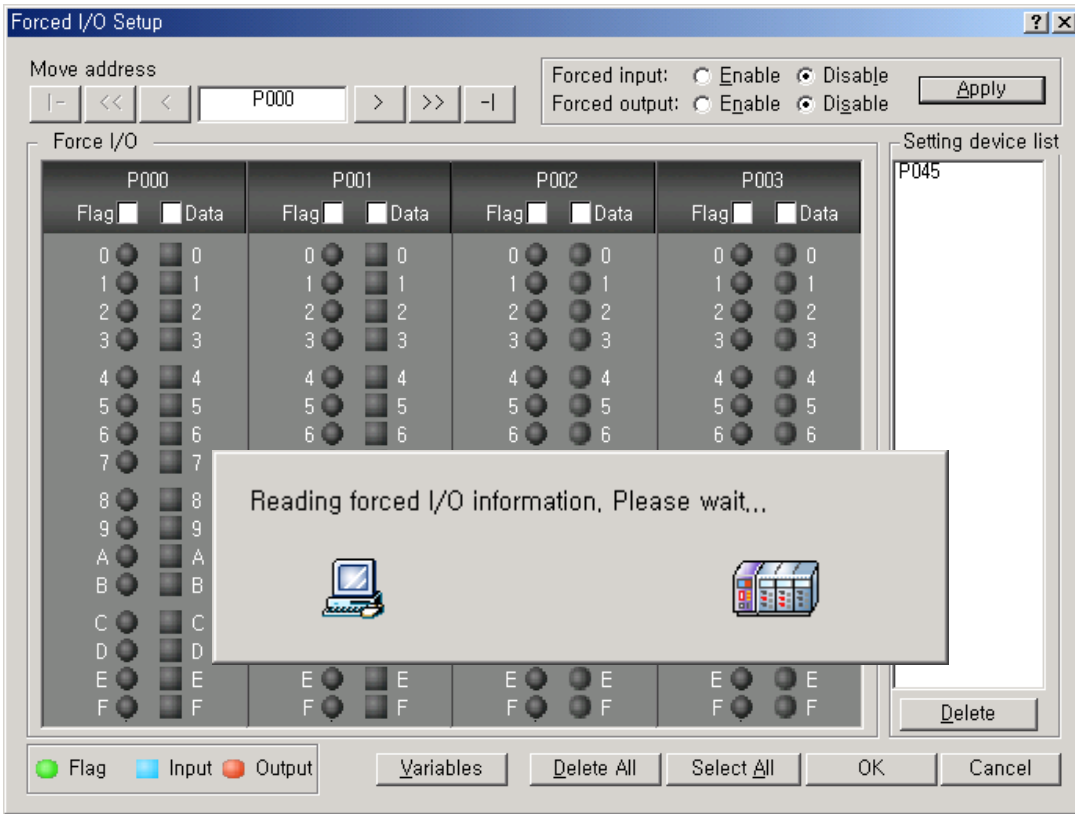 Forced I/O Setup
Move address
|- << < P000 > >> -|
Forced input: Enable Disable
Forced output: Enable Disable
Apply
Force I/O
Setting device list
P000 P001 P002 P003
P045
Flag Data Flag Data Flag Data Flag Data
0 0 0 0 0 0 0 0
1 1 1 1 1 1 1 1
2 2 2 2 2 2 2 2
3 3 3 3 3 3 3 3
4 4 4 4 4 4 4 4
5 5 5 5 5 5 5 5
6 6 6 6 6 6 6 6
7 7
8 8
9 9
A A
B B
C C
D D
Reading forced I/O information, Please wait,,,
E E E E E E E E
F F F F F F F F
Delete
Flag Input Output
Variables Delete All Select All OK Cancel